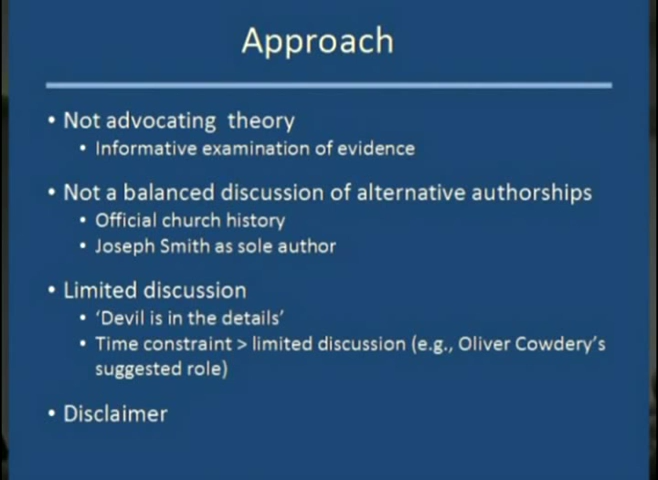 Approach
• Not advocating theory
• Informative examination of evidence
• Not a balanced discussion of alternative authorships
• Official church history
• Joseph Smith as sole author
• Limited discussion
• ‘Devil is in the details’
• Time constraint > limited discussion (e.g., Oliver Cowdery’s
suggested role)
• Disclaimer